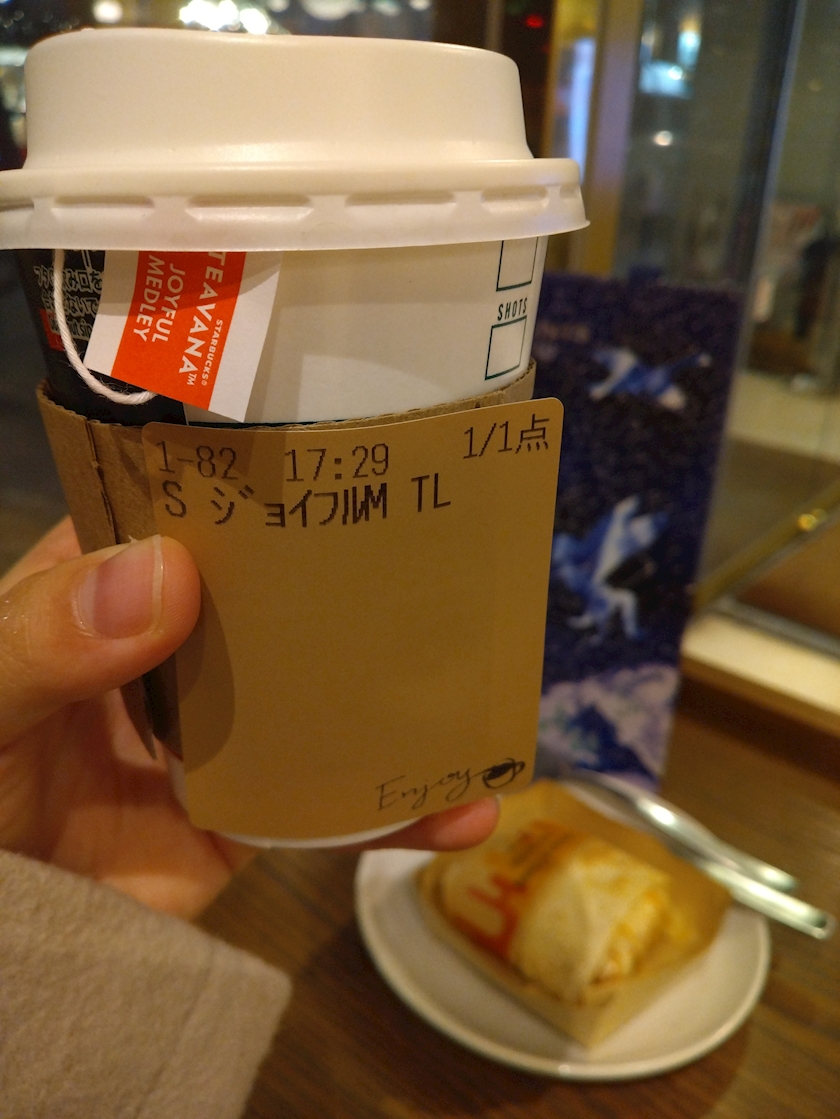 TEAVANA™
STARBUCKS®
JOYFUL
MEDLEY
SHOTS
1-82 17:29 1/1点
S ジョイフルM TL
Enjoy